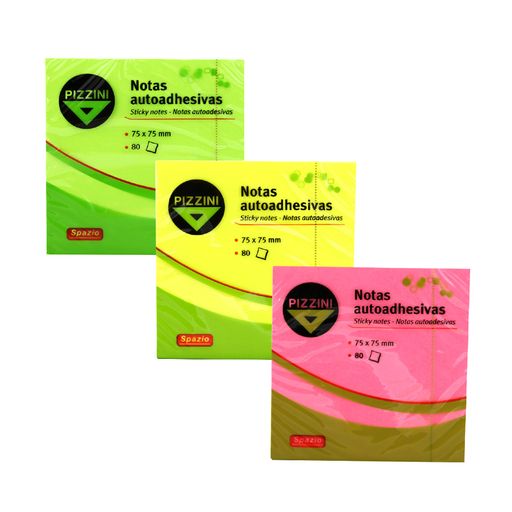 PIZZINI
Notas
autoadhesivas
Sticky notes - Notas autoadesivas
75 x 75 mm
80
Spazio
PIZZINI
Notas
autoadhesivas
Sticky notes - Notas autoadesivas
75 x 75 mm
80
Spazio
PIZZINI
Notas
autoadhesivas
Sticky notes - Notas autoadesivas
75 x 75 mm
80
Spazio